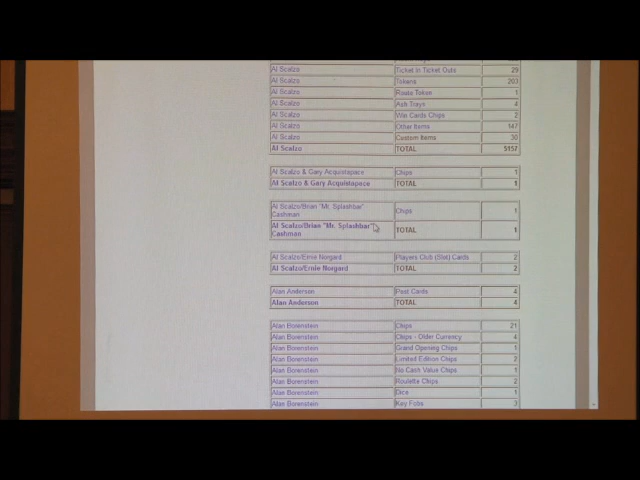 Al Scalzo Ticket In Ticket Outs 29
Al Scalzo Tokens 203
Al Scalzo Roula Token 1
Al Scalzo Ash Trays 4
Al Scalzo Win Cards Chips 2
Al Scalzo Other Items 147
Al Scalzo Custom Items 30
Al Scalzo TOTAL 5157
Al Scalzo & Gary Acquistapace Chips 1
Al Scalzo & Gary Acquistapace TOTAL 1
Al Scalzo/Brian "Mr. Splashbar"
Cashman Chips 1
Al Scalzo/Brian "Mr. Splashbar"
Cashman TOTAL 1
Al Scalzo/Ernie Norgard Players Club (Slot) Cards 2
Al Scalzo/Ernie Norgard TOTAL 2
Alan Anderson Post Cards 4
Alan Anderson TOTAL 4
Alan Borenstein Chips 21
Alan Borenstein Chips - Older Currency 4
Alan Borenstein Grand Opening Chips 1
Alan Borenstein Limited Edition Chips 2
Alan Borenstein No Cash Value Chips 1
Alan Borenstein Roulette Chips 2
Alan Borenstein Dice 1
Alan Borenstein Key Fobs 3